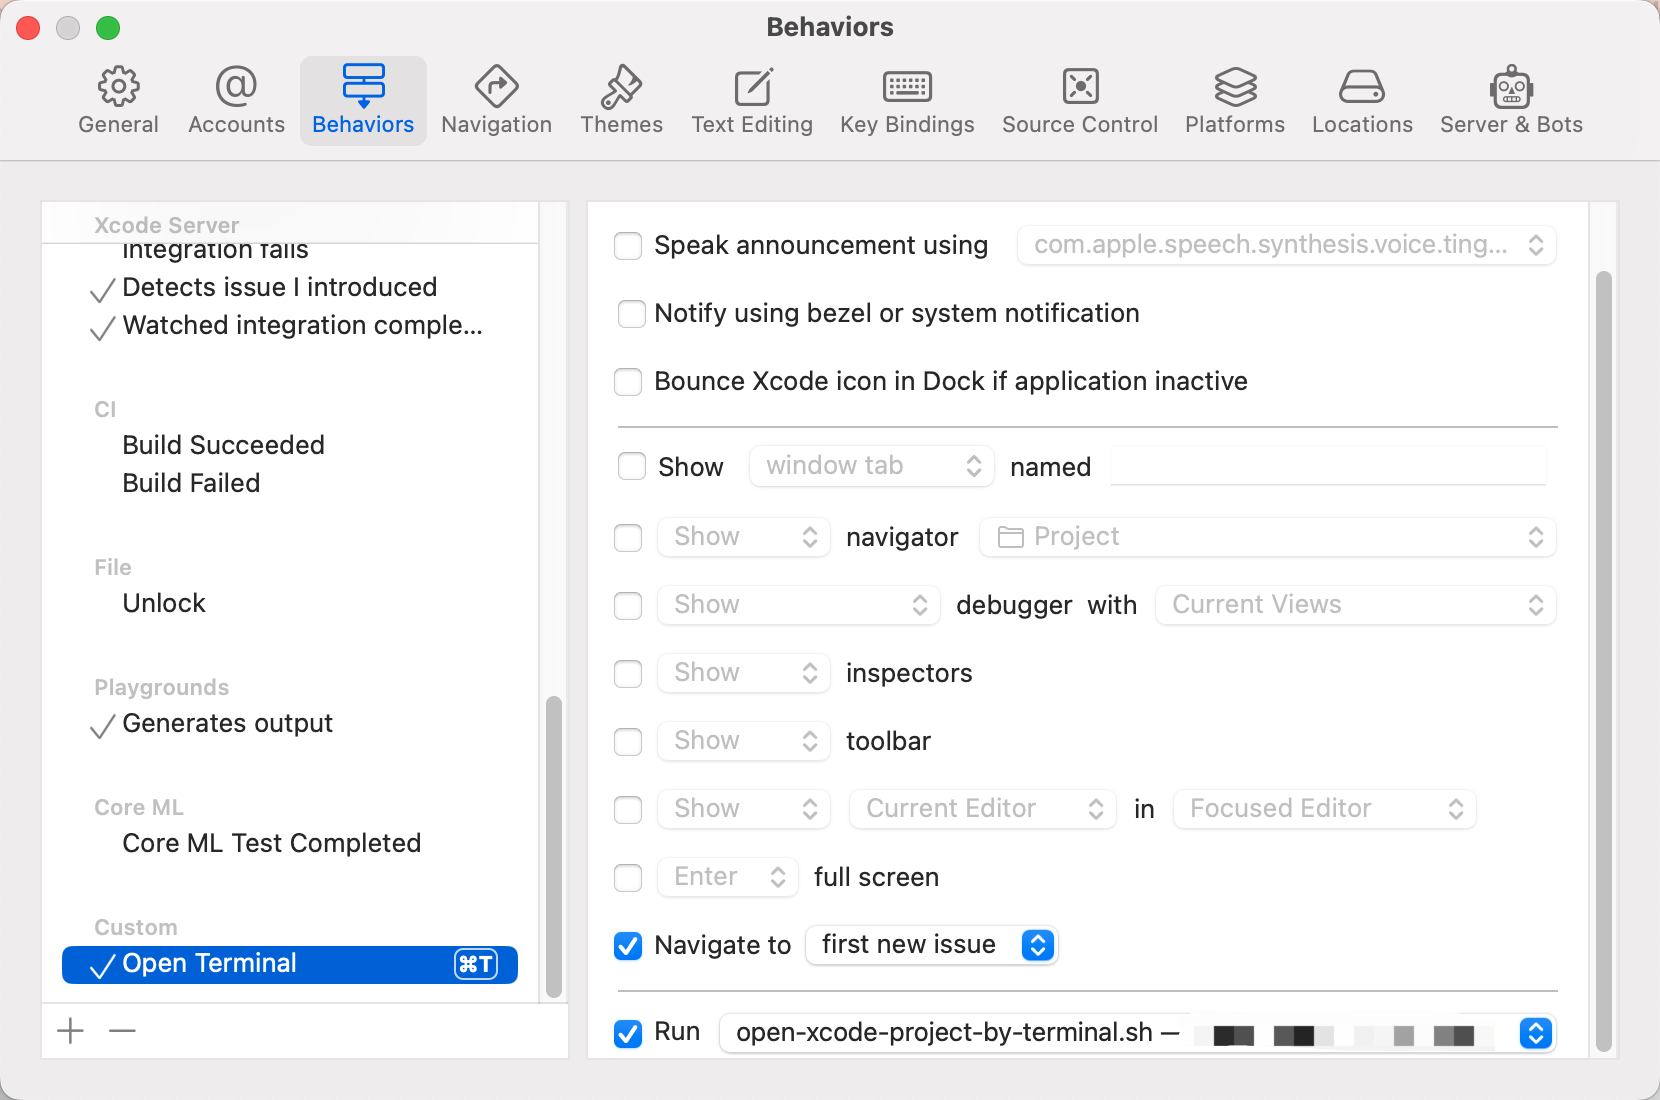 Behaviors
General Accounts Behaviors Navigation Themes Text Editing Key Bindings Source Control Platforms Locations Server & Bots
Xcode Server
Integration fails
Detects issue I introduced
Watched integration comple...
CI
Build Succeeded
Build Failed
File
Unlock
Playgrounds
Generates output
Core ML
Core ML Test Completed
Custom
Open Terminal ⌘T
Speak announcement using com.apple.speech.synthesis.voice.ting...
Notify using bezel or system notification
Bounce Xcode icon in Dock if application inactive
Show window tab named
Show navigator Project
Show debugger with Current Views
Show inspectors
Show toolbar
Show Current Editor in Focused Editor
Enter full screen
Navigate to first new issue
Run open-xcode-project-by-terminal.sh —